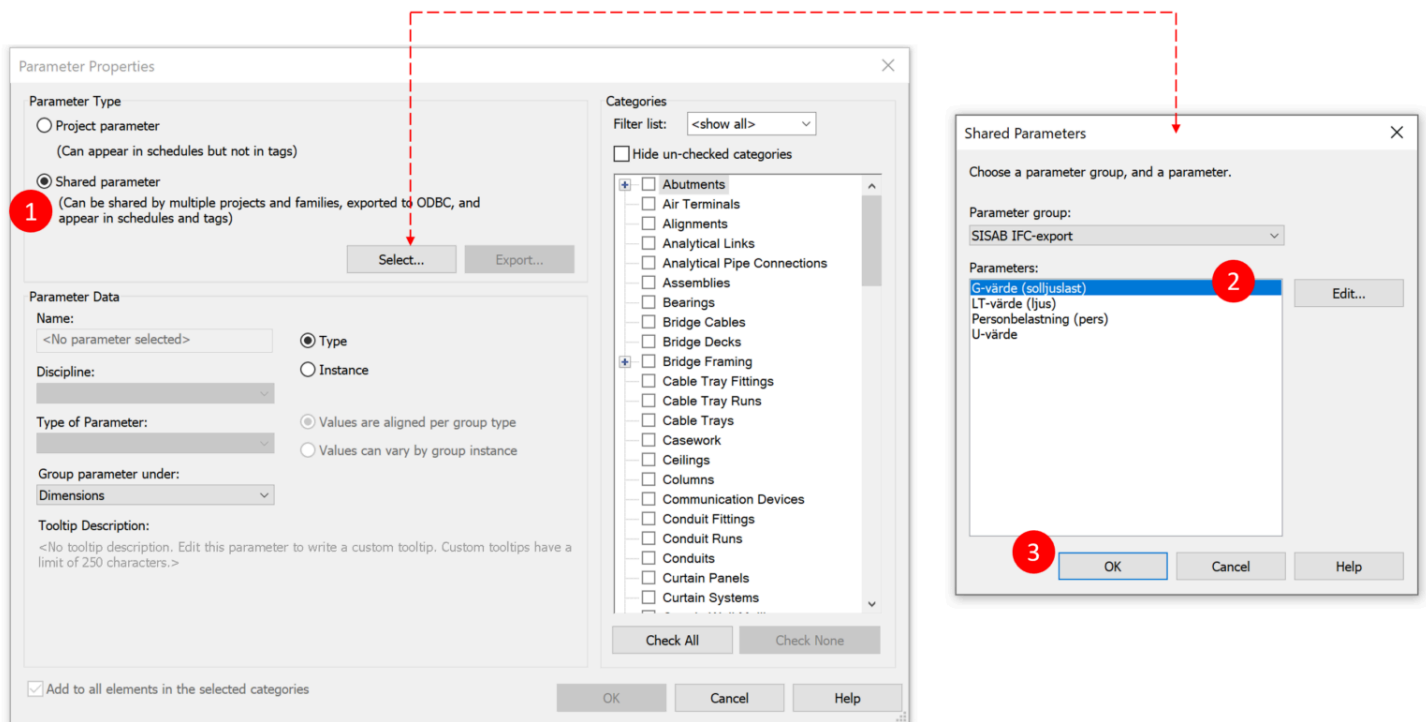 Parameter Properties
Parameter Type
Project parameter
(Can appear in schedules but not in tags)
Shared parameter
1
(Can be shared by multiple projects and families, exported to ODBC, and
appear in schedules and tags)
Select...
Export...
Parameter Data
Name:
<No parameter selected>
Type
Discipline:
Instance
Type of Parameter:
Values are aligned per group type
Values can vary by group instance
Group parameter under:
Dimensions
Tooltip Description:
<No tooltip description. Edit this parameter to write a custom tooltip. Custom tooltips have a
limit of 250 characters.>
Add to all elements in the selected categories
Categories
Filter list:
<show all>
Hide un-checked categories
Abutments
Air Terminals
Alignments
Analytical Links
Analytical Pipe Connections
Assemblies
Bearings
Bridge Cables
Bridge Decks
Bridge Framing
Cable Tray Fittings
Cable Tray Runs
Cable Trays
Casework
Ceilings
Columns
Communication Devices
Conduit Fittings
Conduit Runs
Conduits
Curtain Panels
Curtain Systems
Check All
Check None
OK
Cancel
Help
Shared Parameters
Choose a parameter group, and a parameter.
Parameter group:
SISAB IFC-export
Parameters:
G-värde (solljuslast)
2
LT-värde (ljus)
Personbelastning (pers)
U-värde
Edit...
3
OK
Cancel
Help